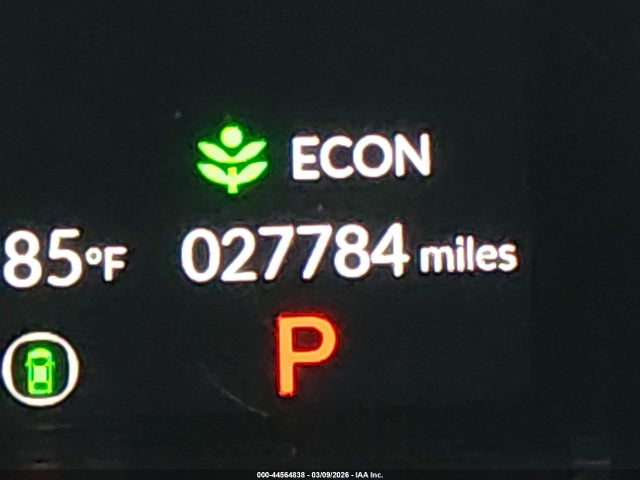 ECON
85°F 027784 miles
P
000-44564838 - 03/09/2026 - IAA Inc.